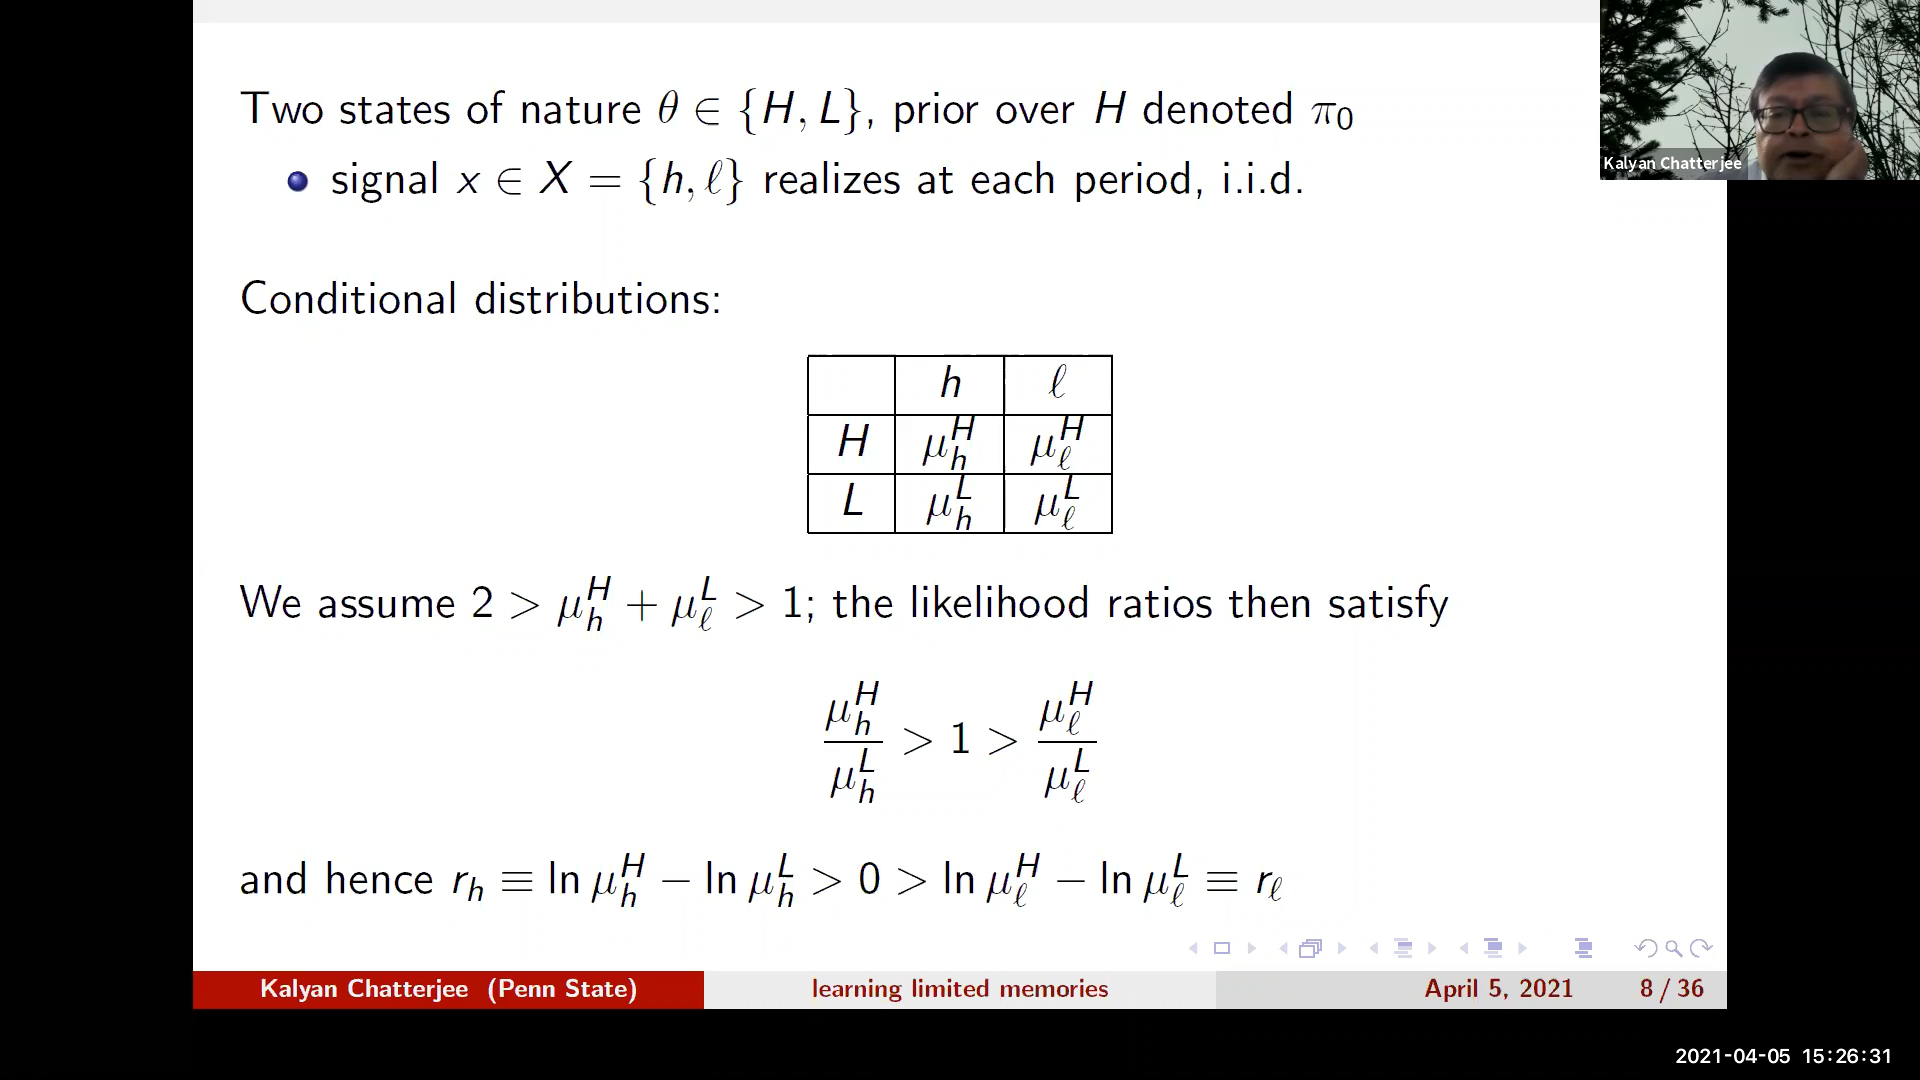 Two states of nature θ ∈ {H, L}, prior over H denoted π₀
signal x ∈ X = {h, ℓ} realizes at each period, i.i.d.
Kalyan Chatterjee
Conditional distributions:
h ℓ
H μ_h^H μ_ℓ^H
L μ_h^L μ_ℓ^L
We assume 2 > μ_h^H + μ_ℓ^L > 1; the likelihood ratios then satisfy
μ_h^H / μ_h^L > 1 > μ_ℓ^H / μ_ℓ^L
and hence r_h ≡ ln μ_h^H − ln μ_h^L > 0 > ln μ_ℓ^H − ln μ_ℓ^L ≡ r_ℓ
Kalyan Chatterjee (Penn State) learning limited memories April 5, 2021 8 / 36
2021-04-05 15:26:31